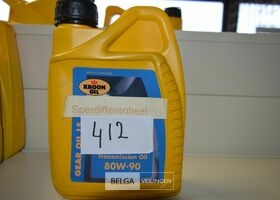 KROON
OIL
Sperdifferentieel
412
GEAR OIL LS
Transmission Oil
80W-90
BELGA VEILINGEN